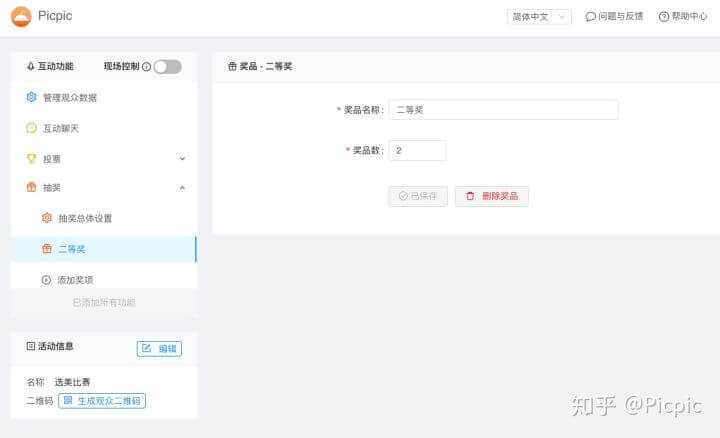 Picpic
简体中文
问题与反馈
帮助中心
互动功能
现场控制
管理观众数据
互动聊天
投票
抽奖
抽奖总体设置
二等奖
添加奖项
已添加所有功能
活动信息
编辑
名称 选美比赛
二维码 生成观众二维码
奖品 - 二等奖
* 奖品名称: 二等奖
* 奖品数: 2
已保存
删除奖品
知乎 @Picpic